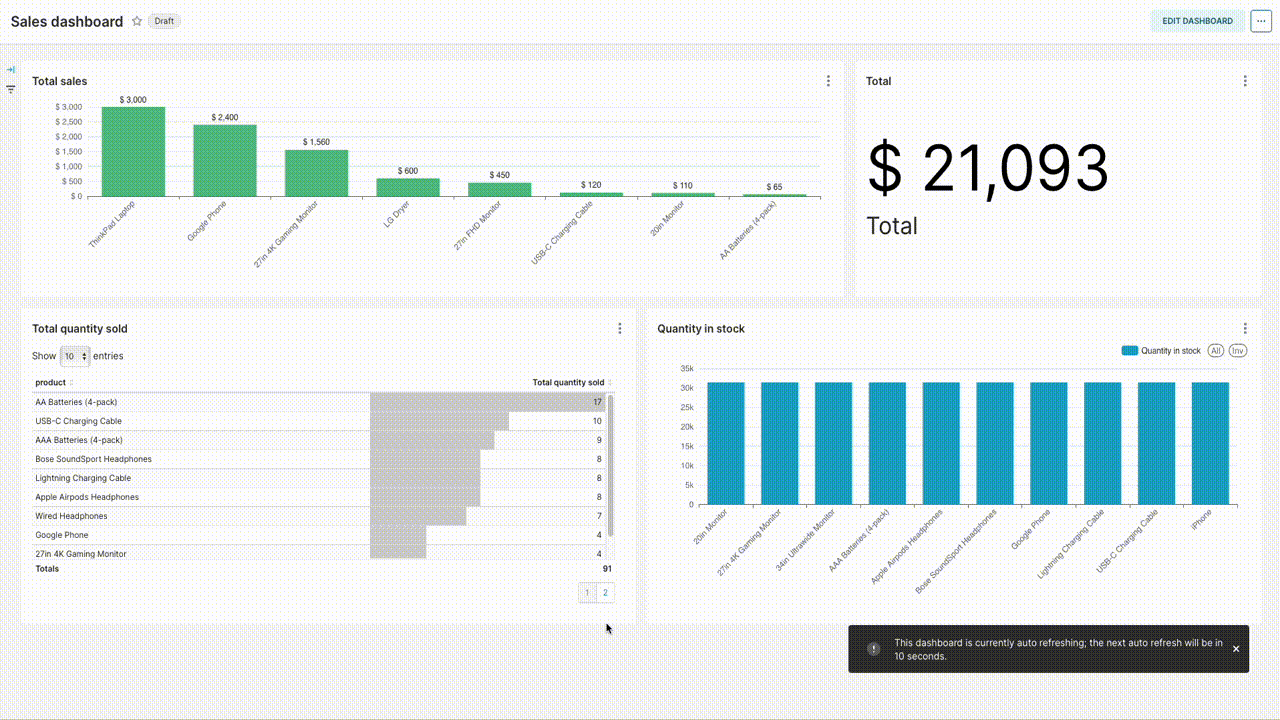 Sales dashboard
Draft
EDIT DASHBOARD
...
Total sales
$ 3,000
$ 2,500
$ 2,000
$ 1,500
$ 1,000
$ 500
$ 0
$ 3,000
$ 2,400
$ 1,560
$ 600
$ 450
$ 120
$ 110
$ 65
ThinkPad Laptop
Google Phone
27in 4K Gaming Monitor
LG Dryer
27in FHD Monitor
USB-C Charging Cable
20in Monitor
AA Batteries (4-pack)
Total
$ 21,093
Total
Total quantity sold
Show 10 entries
product Total quantity sold
AA Batteries (4-pack) 17
USB-C Charging Cable 10
AAA Batteries (4-pack) 9
Bose SoundSport Headphones 8
Lightning Charging Cable 8
Apple Airpods Headphones 8
Wired Headphones 7
Google Phone 4
27in 4K Gaming Monitor 4
Totals 91
1 2
Quantity in stock
Quantity in stock All Inv
35k
30k
25k
20k
15k
10k
5k
0
20in Monitor
27in 4K Gaming Monitor
34in Ultrawide Monitor
AAA Batteries (4-pack)
Apple Airpods Headphones
Bose SoundSport Headphones
Google Phone
Lightning Charging Cable
USB-C Charging Cable
iPhone
This dashboard is currently auto refreshing; the next auto refresh will be in
10 seconds.